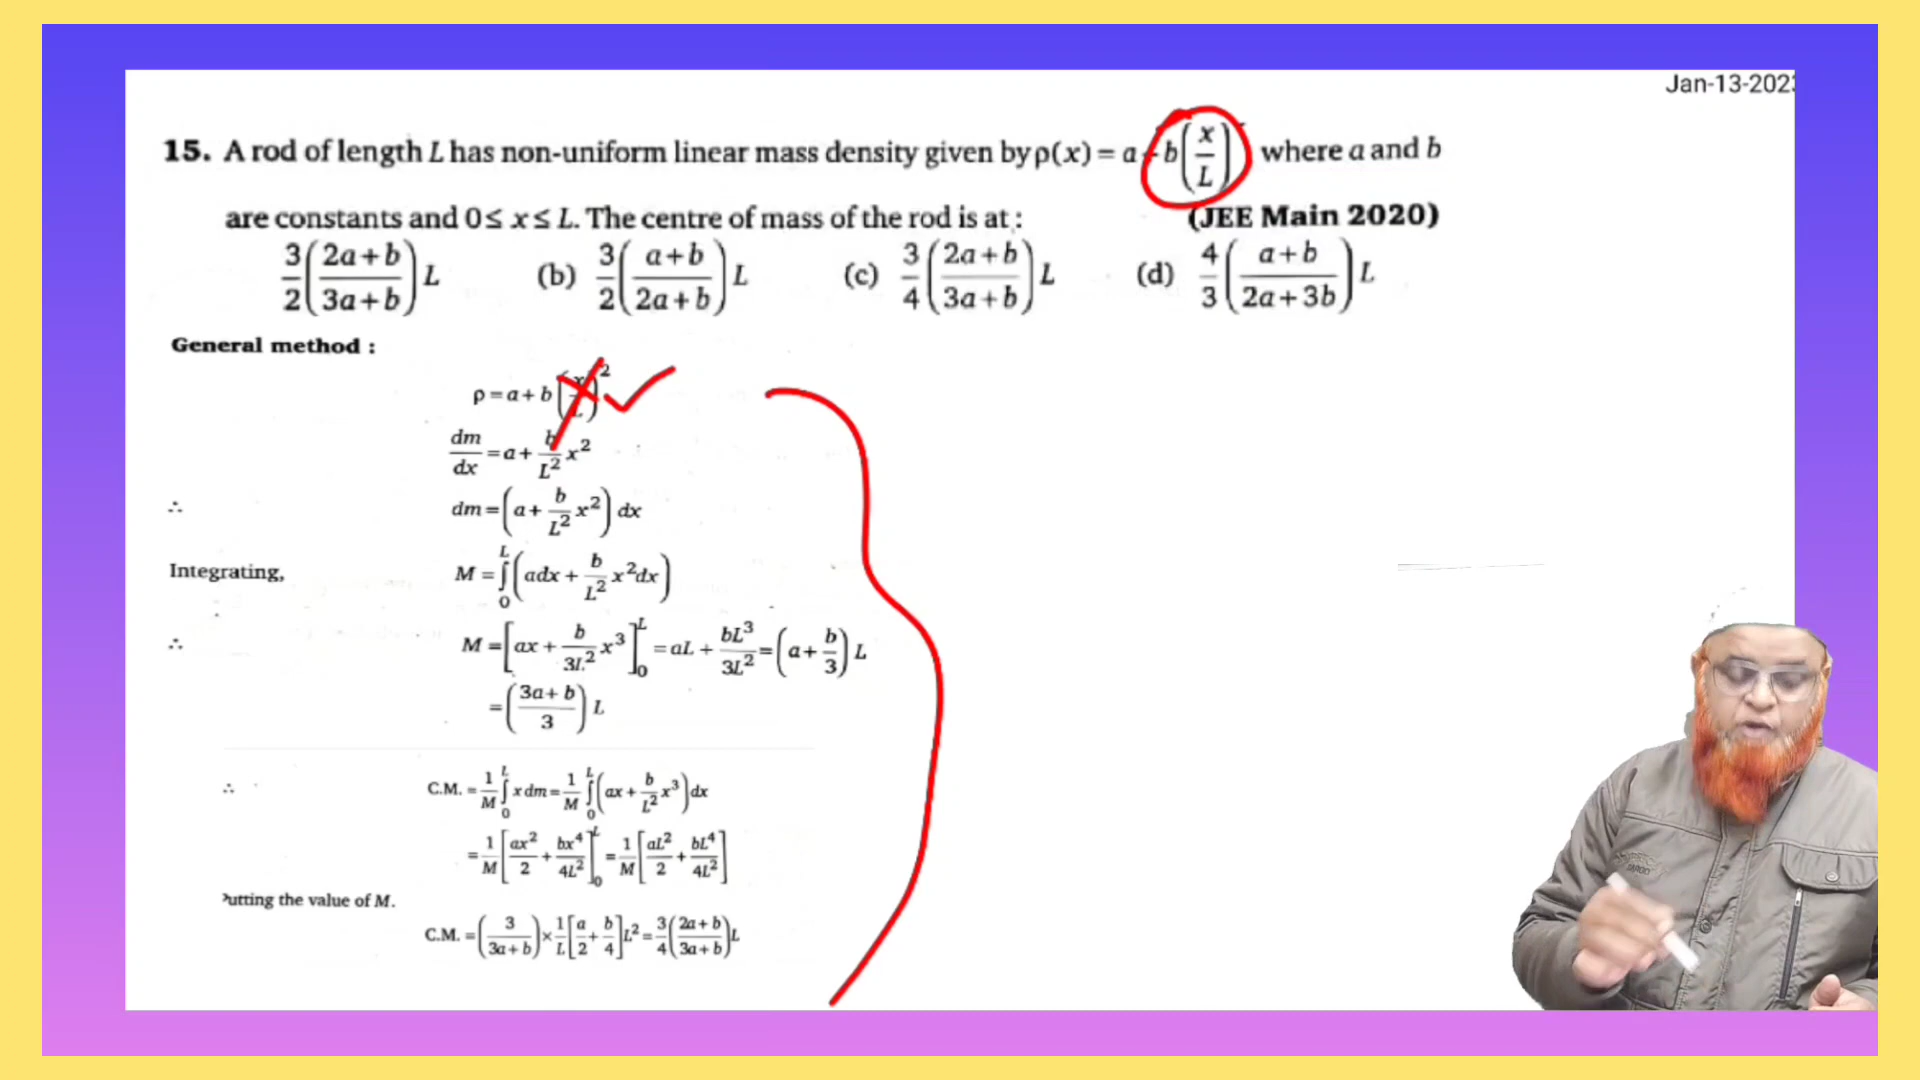 Jan-13-202
15. A rod of length L has non-uniform linear mass density given by ρ(x) = a + b(x/L) where a and b
are constants and 0 ≤ x ≤ L. The centre of mass of the rod is at : (JEE Main 2020)
3/2((2a+b)/(3a+b))L (b) 3/2((a+b)/(2a+b))L (c) 3/4((2a+b)/(3a+b))L (d) 4/3((a+b)/(2a+3b))L
General method :
ρ = a + b(x/L)²
dm/dx = a + b/L² x²
∴ dm = (a + b/L² x²) dx
Integrating, M = ∫₀ᴸ (adx + b/L² x²dx)
∴ M = [ax + b/3L² x³]₀ᴸ = aL + bL³/3L² = (a + b/3) L
= ((3a+b)/3) L
∴ C.M. = 1/M ∫₀ᴸ x dm = 1/M ∫₀ᴸ (ax + b/L² x³) dx
= 1/M [ax²/2 + bx⁴/4L²]₀ᴸ = 1/M [aL²/2 + bL⁴/4L²]
Putting the value of M.
C.M. = (3/(3a+b)) × 1/L [a/2 + b/4] L² = 3/4 ((2a+b)/(3a+b)) L